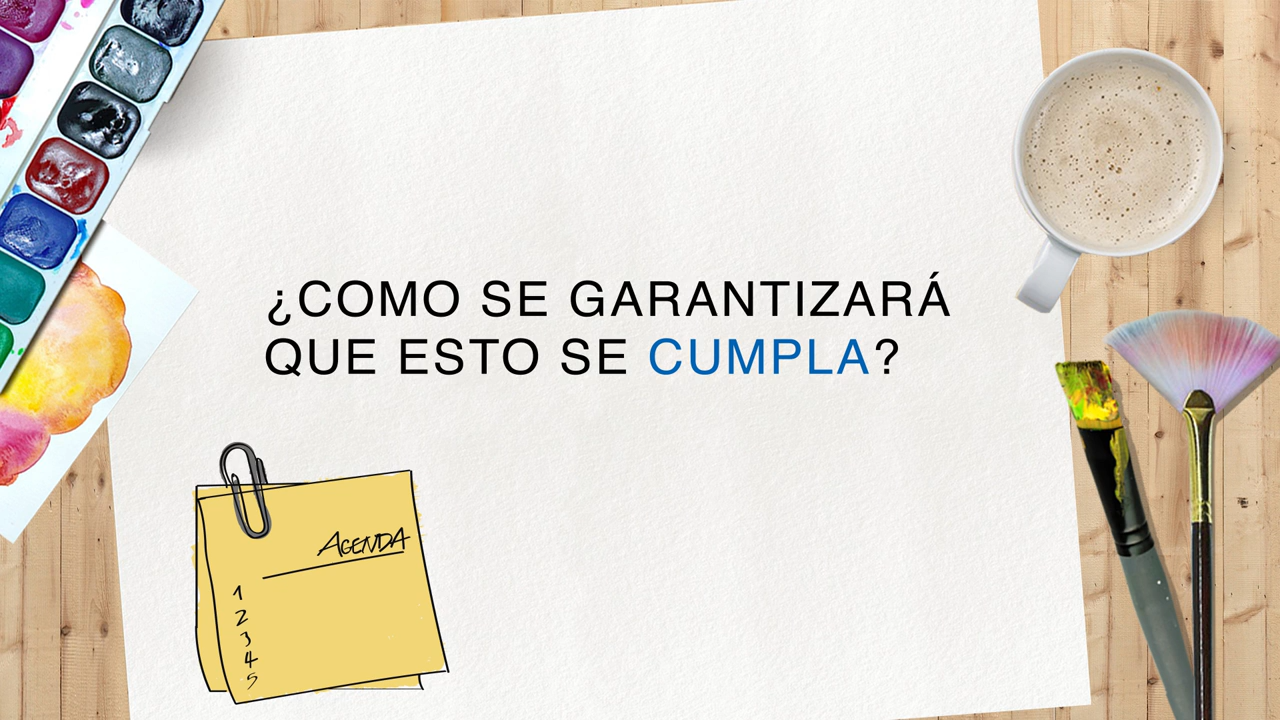 ¿COMO SE GARANTIZARÁ
QUE ESTO SE CUMPLA?
AGENDA
1
2
3
4
5